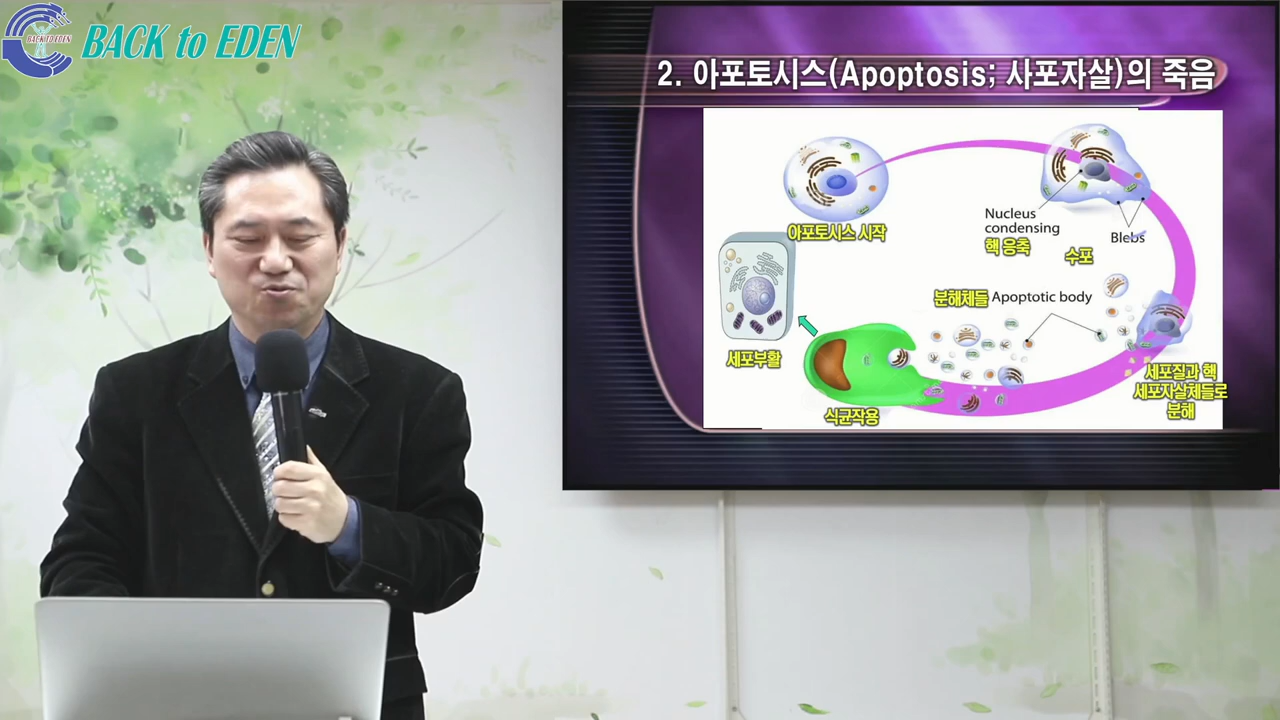 BACK TO EDEN
BACK to EDEN
2. 아포토시스(Apoptosis; 사포자살)의 죽음
아포토시스 시작
Nucleus
condensing
핵 응축
수포
Blebs
분해체들
Apoptotic body
세포부활
식균작용
세포질과 핵
세포자살체들로
분해